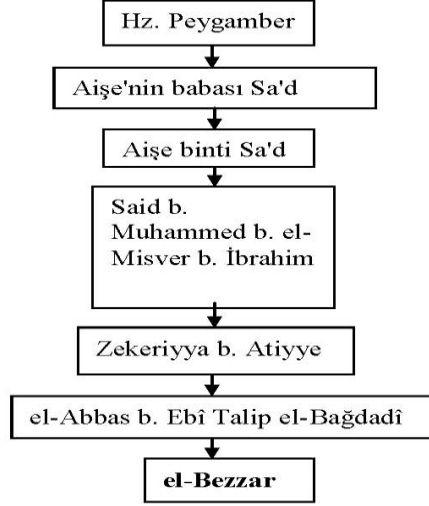 Hz. Peygamber
Aişe'nin babası Sa'd
Aişe binti Sa'd
Said b.
Muhammed b. el-
Misver b. İbrahim
Zekeriyya b. Atiyye
el-Abbas b. Ebî Talip el-Bağdadî
el-Bezzar